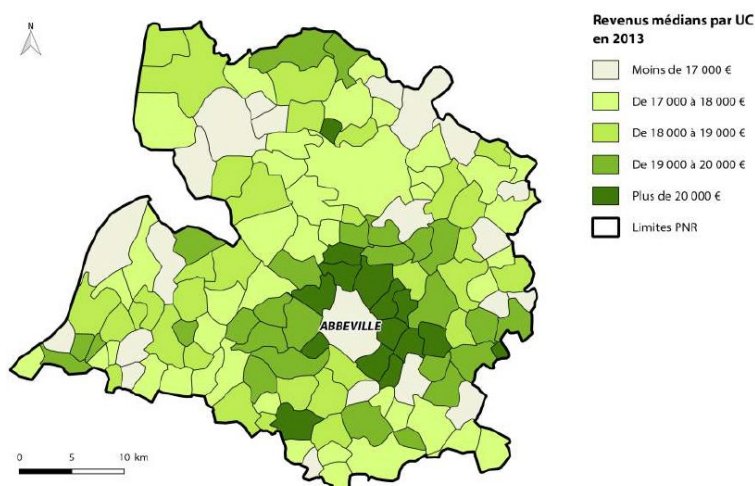 N
Revenus médians par UC
en 2013
Moins de 17 000 €
De 17 000 à 18 000 €
De 18 000 à 19 000 €
De 19 000 à 20 000 €
Plus de 20 000 €
Limites PNR
ABBEVILLE
0 5 10 km